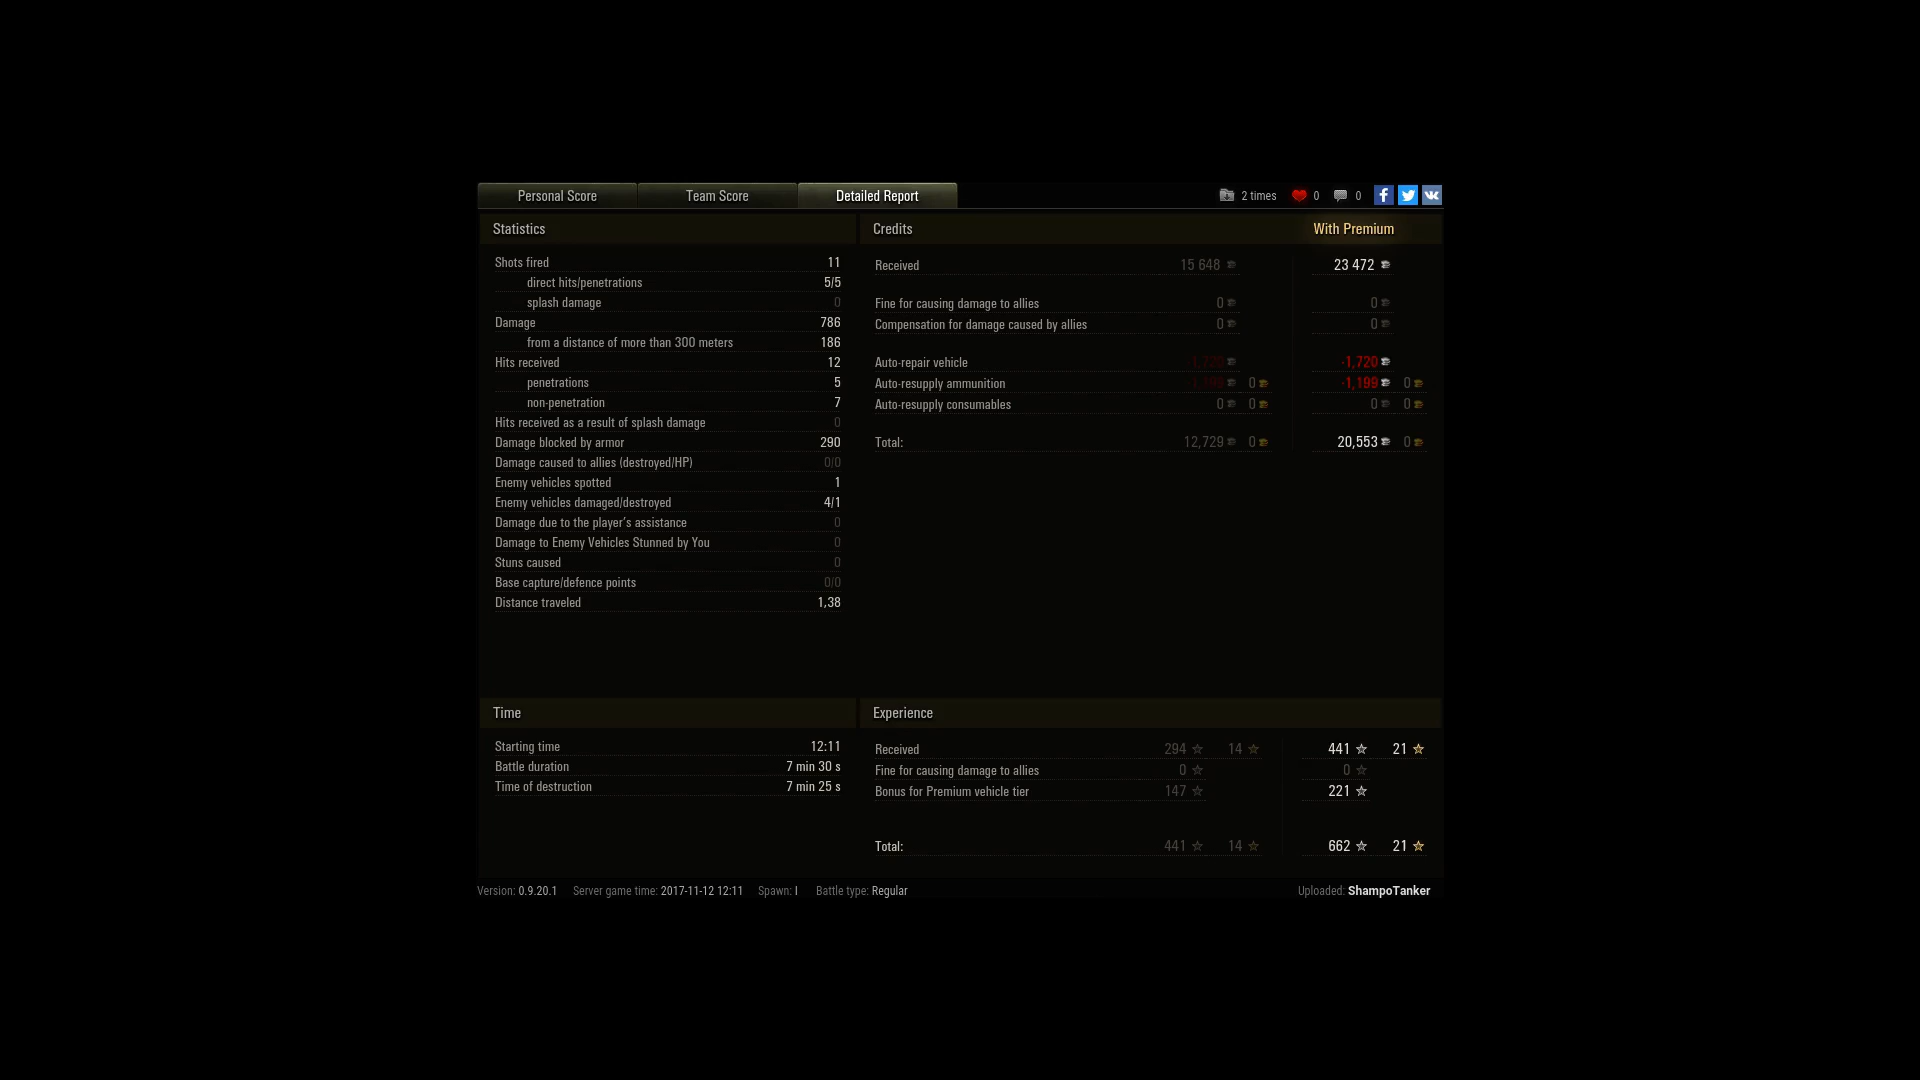 Personal Score Team Score Detailed Report 2 times 0 0
Statistics
Shots fired 11
direct hits/penetrations 5/5
splash damage 0
Damage 786
from a distance of more than 300 meters 186
Hits received 12
penetrations 5
non-penetration 7
Hits received as a result of splash damage 0
Damage blocked by armor 290
Damage caused to allies (destroyed/HP) 0/0
Enemy vehicles spotted 1
Enemy vehicles damaged/destroyed 4/1
Damage due to the player's assistance 0
Damage to Enemy Vehicles Stunned by You 0
Stuns caused 0
Base capture/defence points 0/0
Distance traveled 1,38
Credits With Premium
Received 15 648 23 472
Fine for causing damage to allies 0 0
Compensation for damage caused by allies 0 0
Auto-repair vehicle -1,720 -1,720
Auto-resupply ammunition -1,199 0 -1,199 0
Auto-resupply consumables 0 0 0 0
Total: 12,729 0 20,553 0
Time
Starting time 12:11
Battle duration 7 min 30 s
Time of destruction 7 min 25 s
Experience
Received 294 14 441 21
Fine for causing damage to allies 0 0
Bonus for Premium vehicle tier 147 221
Total: 441 14 662 21
Version: 0.9.20.1 Server game time: 2017-11-12 12:11 Spawn: I Battle type: Regular Uploaded: ShampoTanker